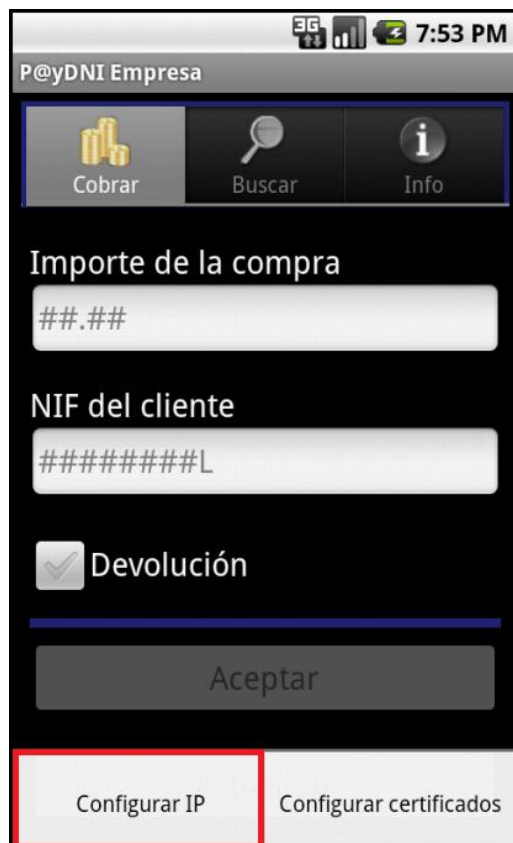 3G 7:53 PM
P@yDNI Empresa
Cobrar Buscar Info
Importe de la compra
##.##
NIF del cliente
########L
Devolución
Aceptar
Configurar IP Configurar certificados